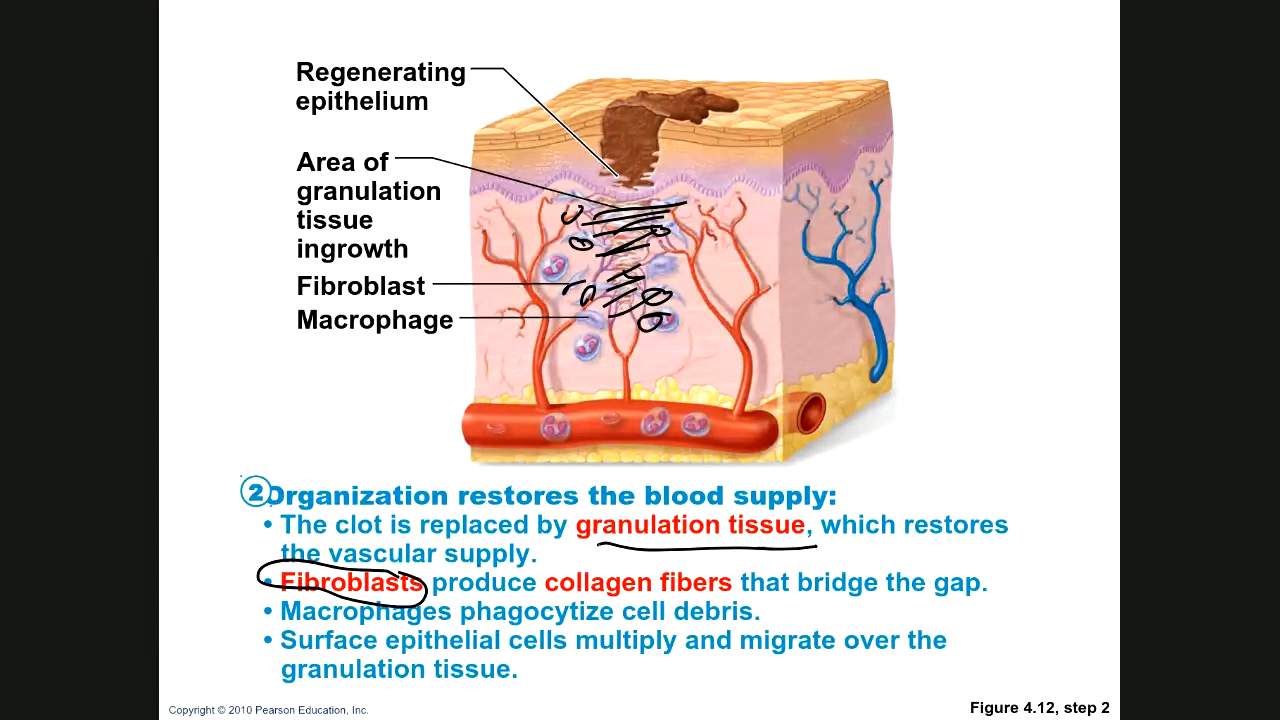 Regenerating
epithelium
Area of
granulation
tissue
ingrowth
Fibroblast
Macrophage
2 Organization restores the blood supply:
• The clot is replaced by granulation tissue, which restores
the vascular supply.
• Fibroblasts produce collagen fibers that bridge the gap.
• Macrophages phagocytize cell debris.
• Surface epithelial cells multiply and migrate over the
granulation tissue.
Copyright © 2010 Pearson Education, Inc.
Figure 4.12, step 2